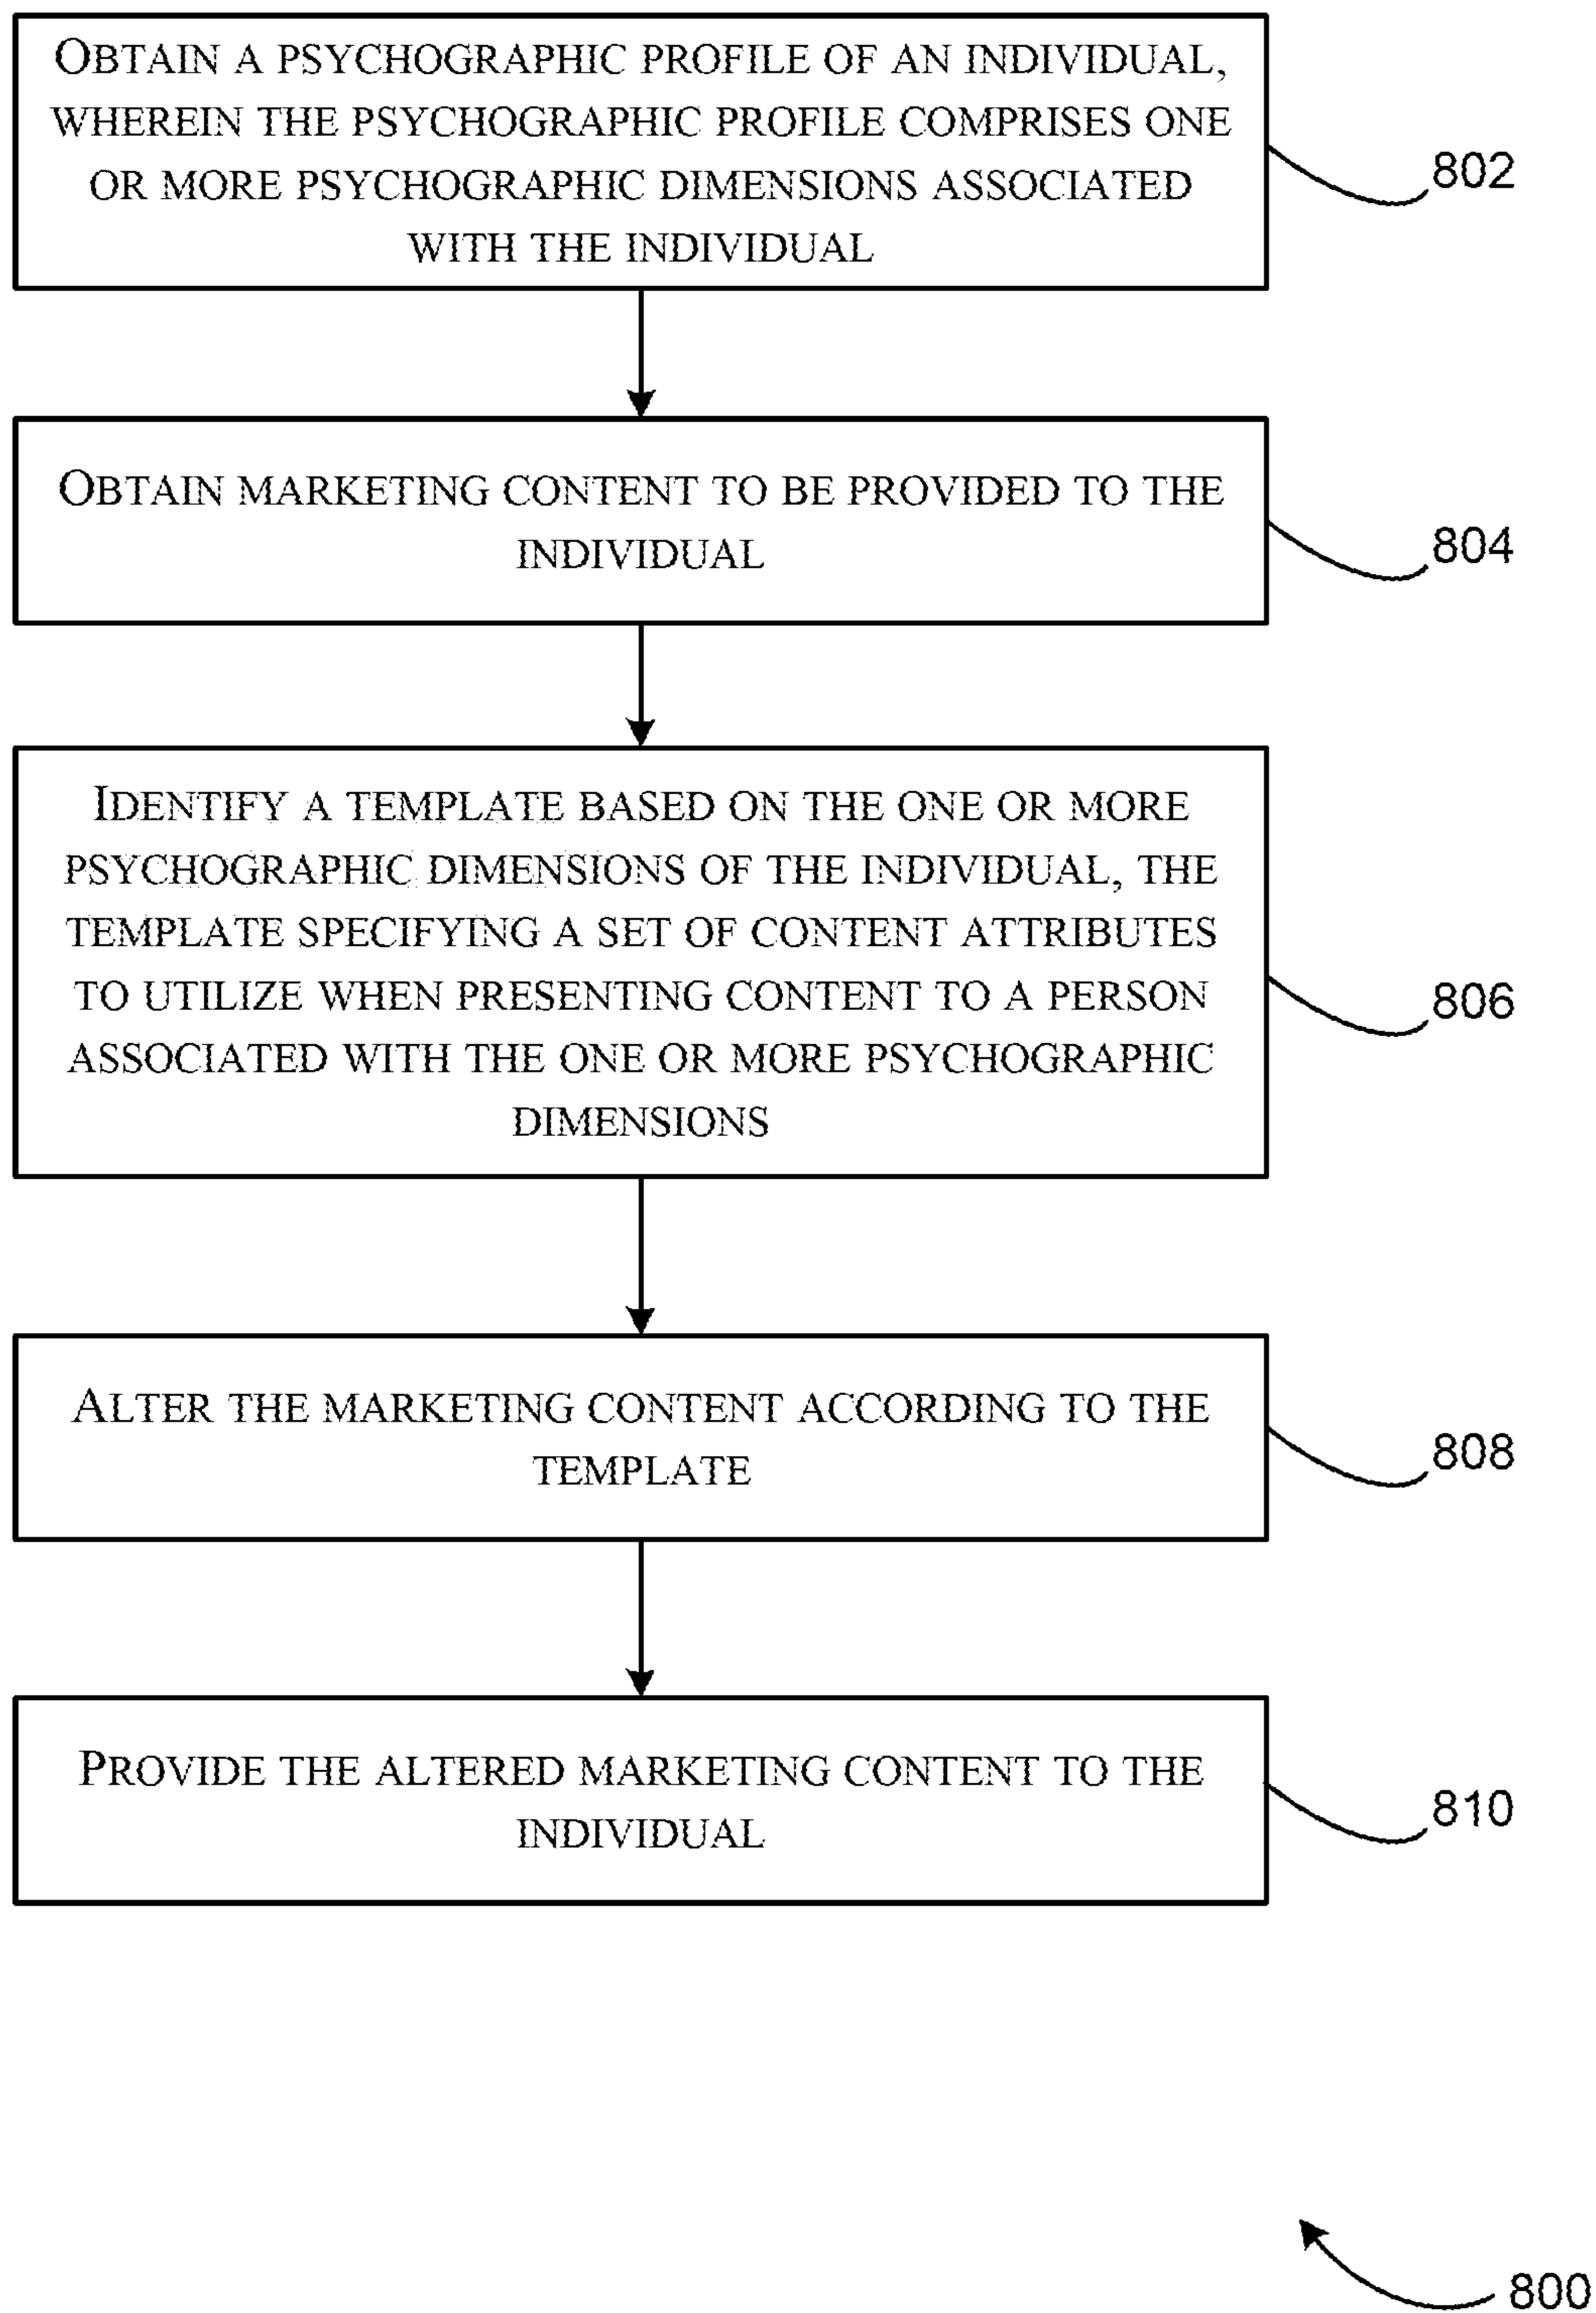 OBTAIN A PSYCHOGRAPHIC PROFILE OF AN INDIVIDUAL,
WHEREIN THE PSYCHOGRAPHIC PROFILE COMPRISES ONE
OR MORE PSYCHOGRAPHIC DIMENSIONS ASSOCIATED
WITH THE INDIVIDUAL
802
OBTAIN MARKETING CONTENT TO BE PROVIDED TO THE
INDIVIDUAL
804
IDENTIFY A TEMPLATE BASED ON THE ONE OR MORE
PSYCHOGRAPHIC DIMENSIONS OF THE INDIVIDUAL, THE
TEMPLATE SPECIFYING A SET OF CONTENT ATTRIBUTES
TO UTILIZE WHEN PRESENTING CONTENT TO A PERSON
ASSOCIATED WITH THE ONE OR MORE PSYCHOGRAPHIC
DIMENSIONS
806
ALTER THE MARKETING CONTENT ACCORDING TO THE
TEMPLATE
808
PROVIDE THE ALTERED MARKETING CONTENT TO THE
INDIVIDUAL
810
800